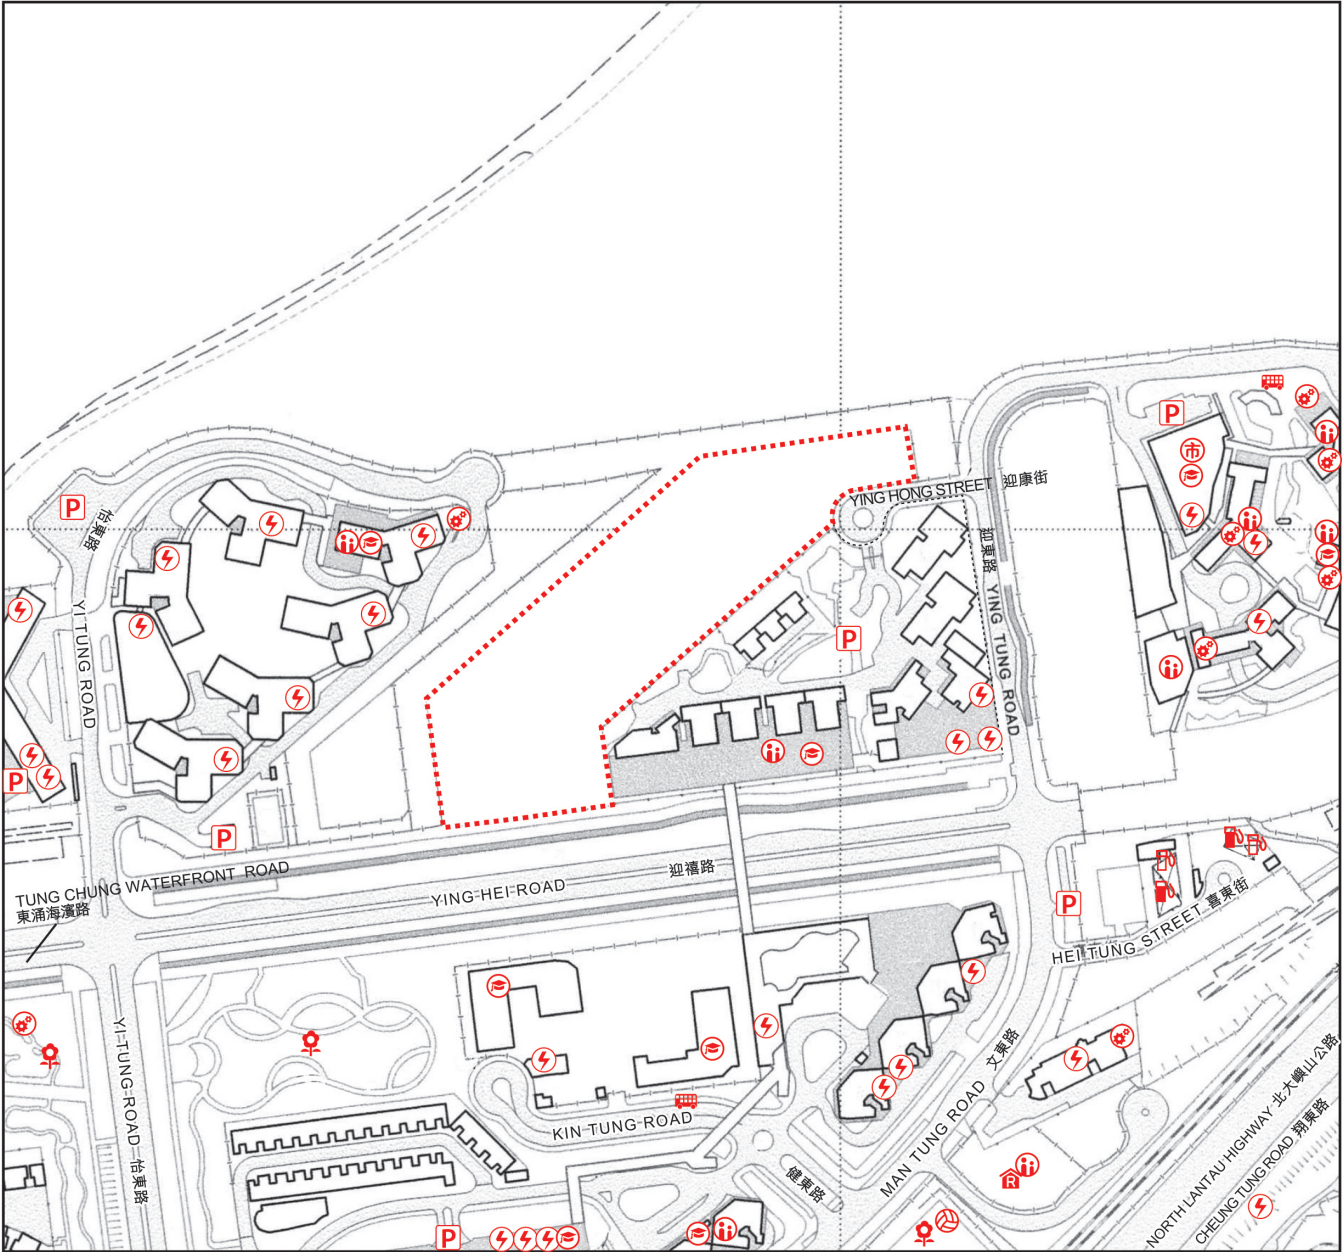 P
P
市
YING HONG STREET 迎康街
怡東路
迎東路 YING TUNG ROAD
YI TUNG ROAD
P
P
P
TUNG CHUNG WATERFRONT ROAD
東涌海濱路
YING HEI ROAD
迎禧路
P
HEI TUNG STREET 喜東街
YI TUNG ROAD 怡東路
KIN TUNG ROAD
健東路
MAN TUNG ROAD 文東路
R
NORTH LANTAU HIGHWAY 北大嶼山公路
CHEUNG TUNG ROAD 翔東路
P